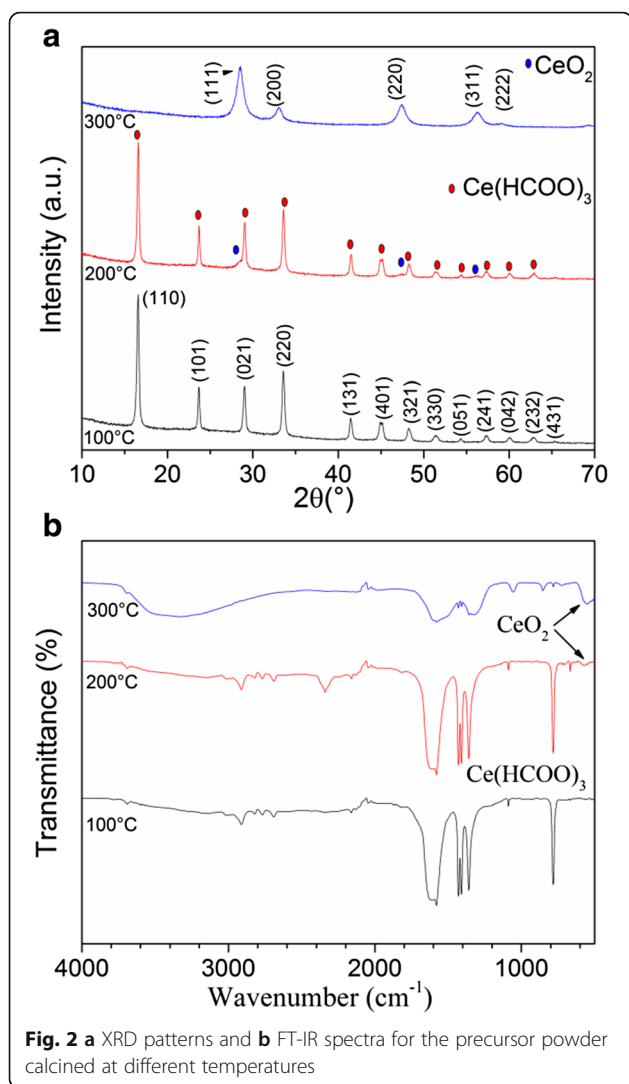 a
CeO2
(111)
(200)
(220)
(311)
(222)
300°C
Ce(HCOO)3
200°C
(110)
(101)
(021)
(220)
(131)
(401)
(321)
(330)
(051)
(241)
(042)
(232)
(431)
100°C
Intensity (a.u.)
10 20 30 40 50 60 70
2θ(°)
b
300°C
CeO2
200°C
Ce(HCOO)3
100°C
Transmittance (%)
4000 3000 2000 1000
Wavenumber (cm-1)
Fig. 2 a XRD patterns and b FT-IR spectra for the precursor powder
calcined at different temperatures